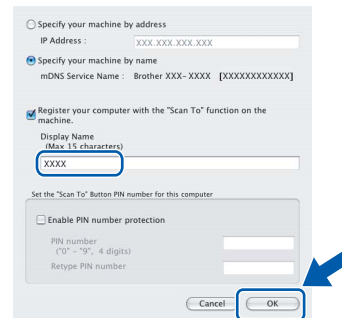 Specify your machine by address
IP Address : XXX.XXX.XXX.XXX
Specify your machine by name
mDNS Service Name : Brother XXX- XXXX [XXXXXXXXXXXX]
Register your computer with the "Scan To" function on the
machine.
Display Name
(Max 15 characters)
XXXX
Set the "Scan To" Button PIN number for this computer
Enable PIN number protection
PIN number
("0" - "9", 4 digits)
Retype PIN number
Cancel OK